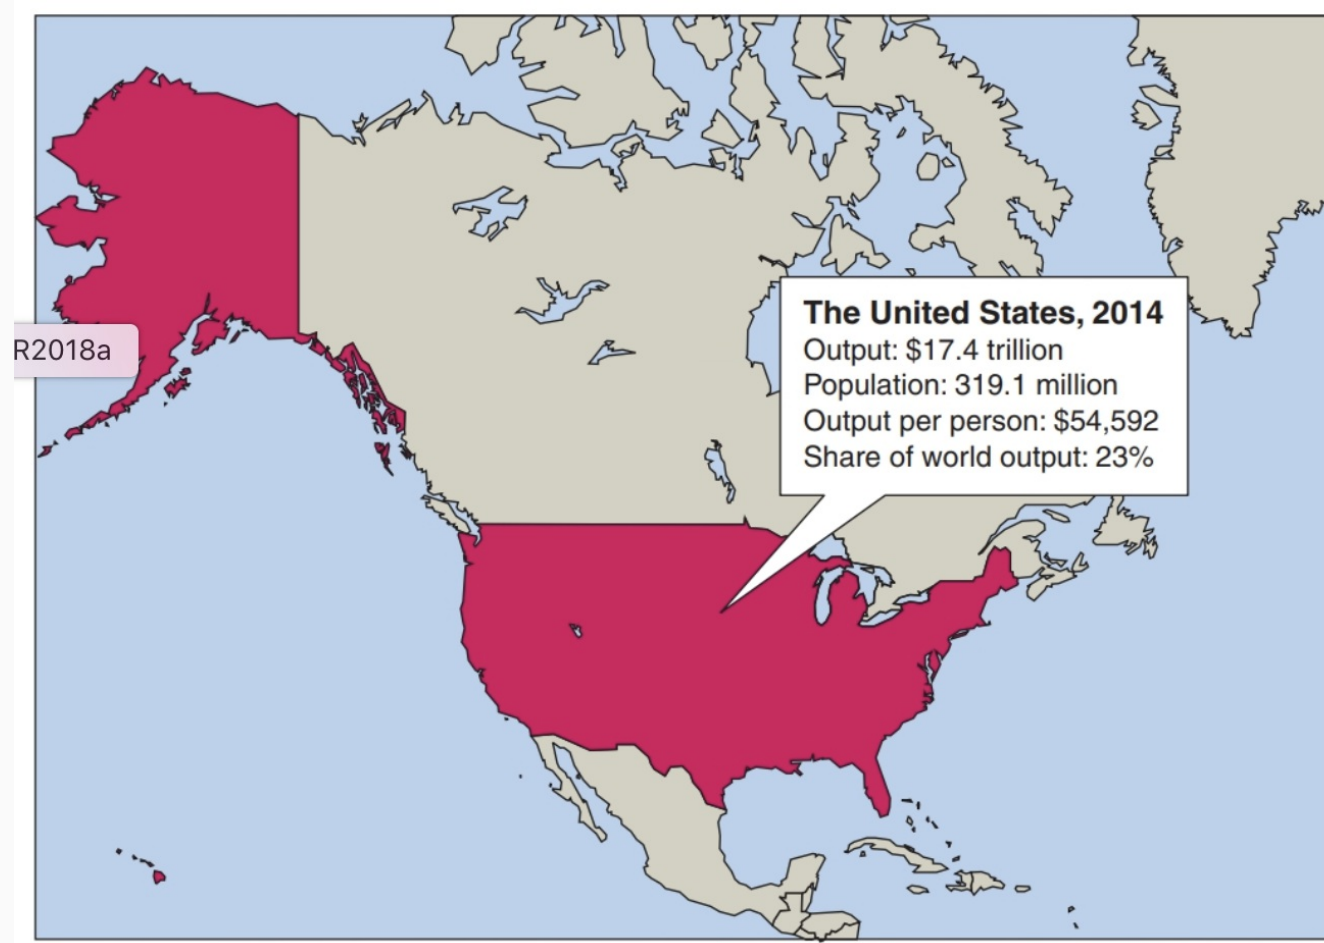 The United States, 2014
Output: $17.4 trillion
R2018a
Population: 319.1 million
Output per person: $54,592
Share of world output: 23%